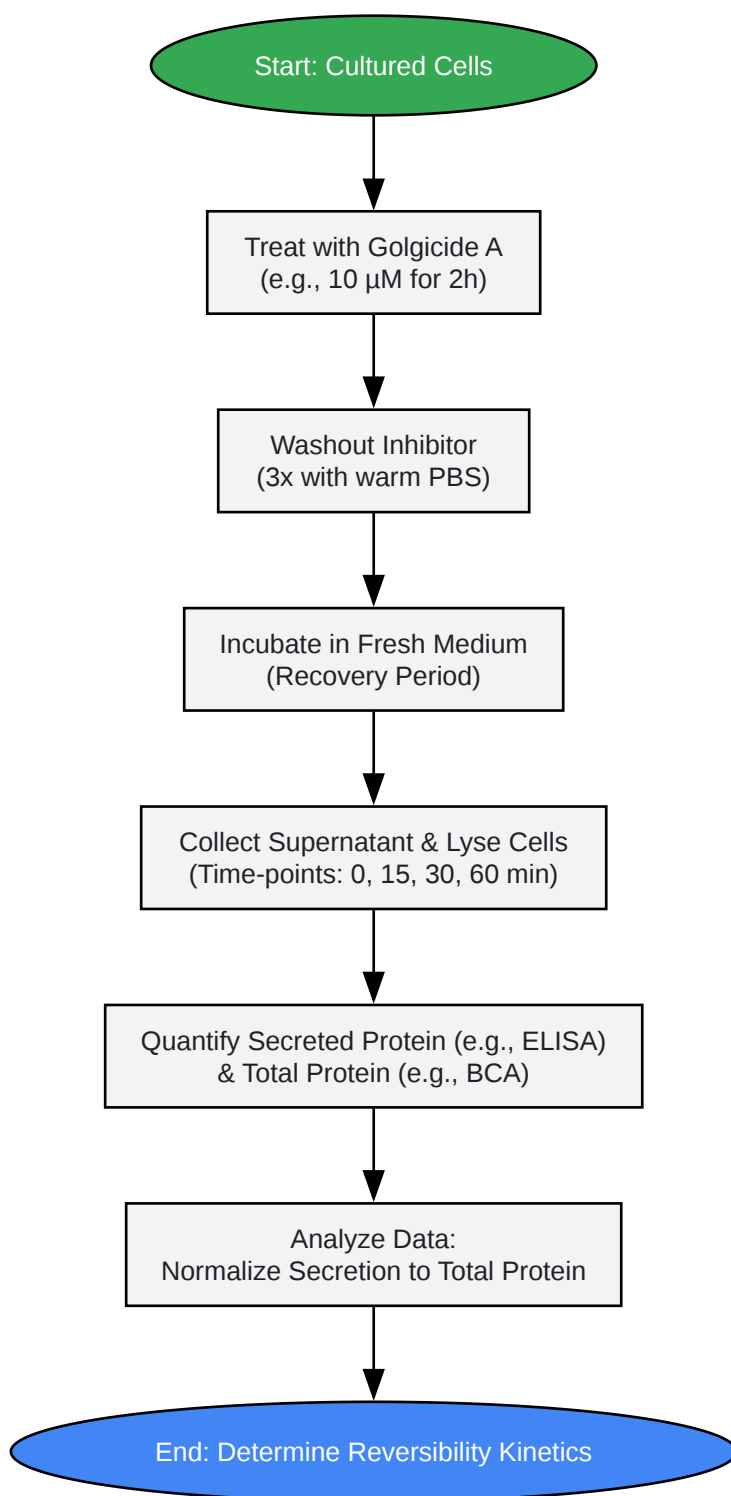 Start: Cultured Cells
Treat with Golgicide A
(e.g., 10 µM for 2h)
Washout Inhibitor
(3x with warm PBS)
Incubate in Fresh Medium
(Recovery Period)
Collect Supernatant & Lyse Cells
(Time-points: 0, 15, 30, 60 min)
Quantify Secreted Protein (e.g., ELISA)
& Total Protein (e.g., BCA)
Analyze Data:
Normalize Secretion to Total Protein
End: Determine Reversibility Kinetics